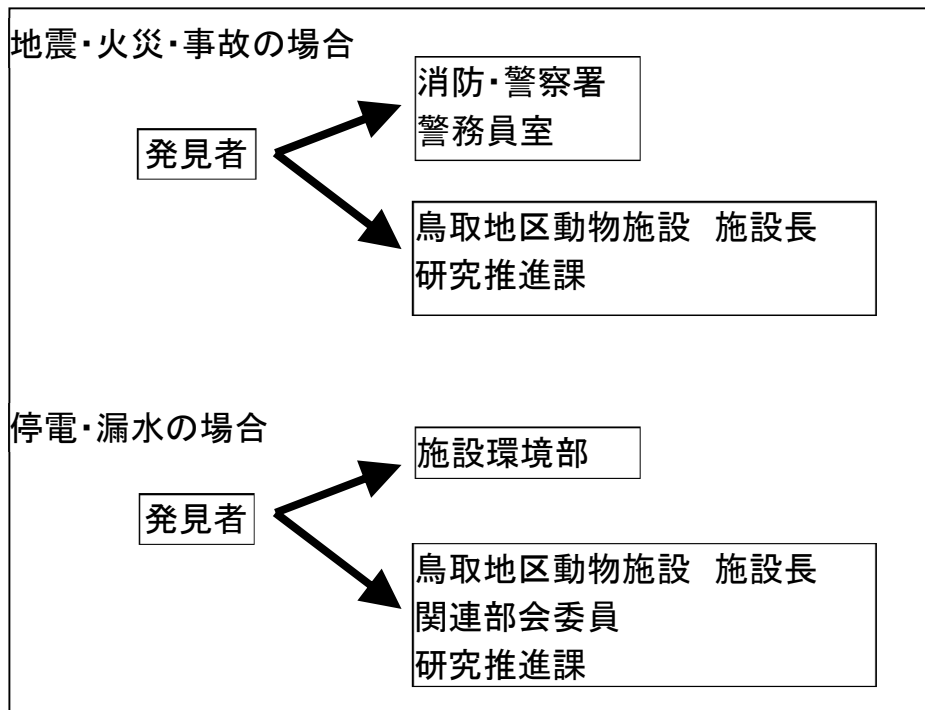 地震・火災・事故の場合
消防・警察署
警務員室
発見者
鳥取地区動物施設　施設長
研究推進課
停電・漏水の場合
施設環境部
発見者
鳥取地区動物施設　施設長
関連部会委員
研究推進課